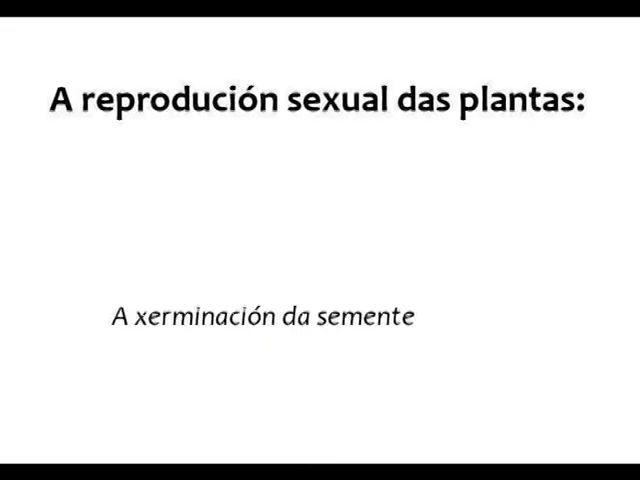 A reprodución sexual das plantas:
A xerminación da semente